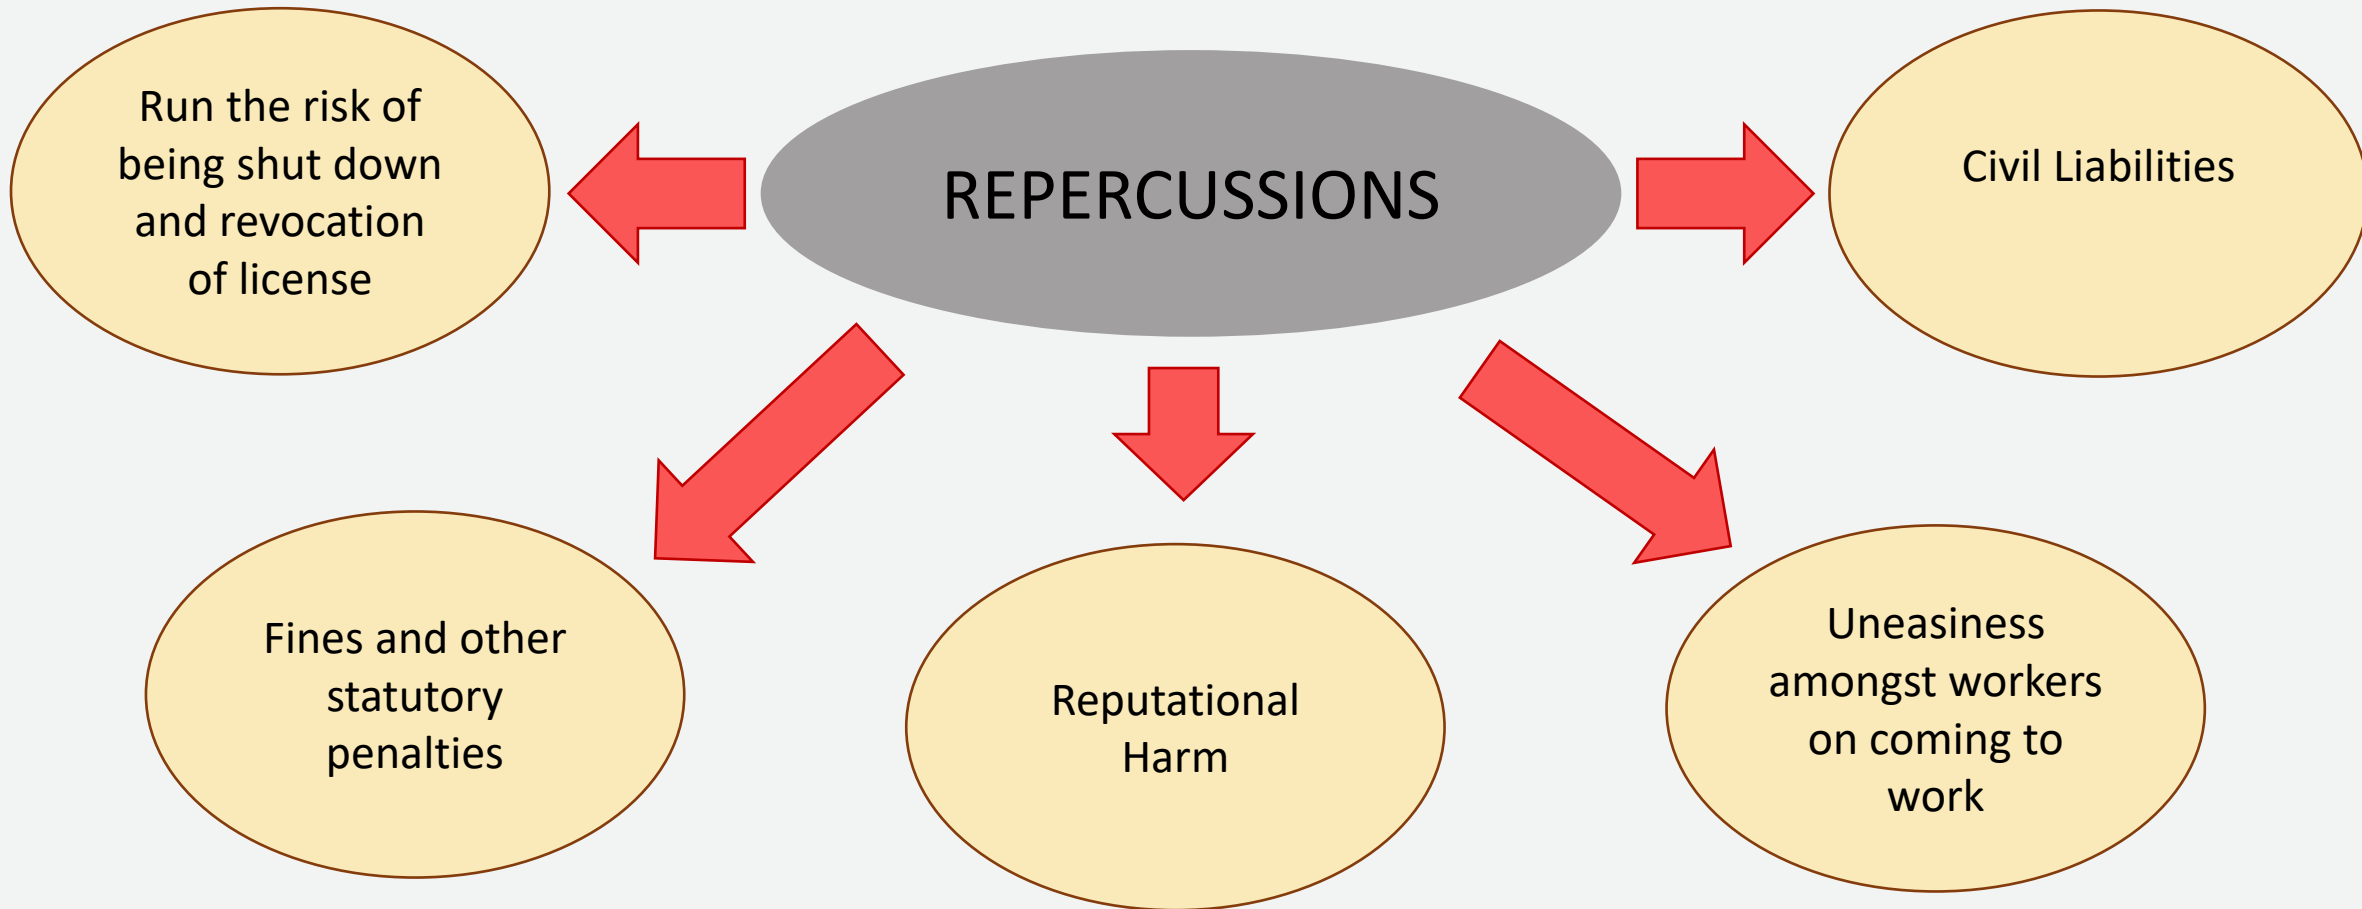 REPERCUSSIONS
Run the risk of
being shut down
and revocation
of license
Civil Liabilities
Fines and other
statutory
penalties
Reputational
Harm
Uneasiness
amongst workers
on coming to
work